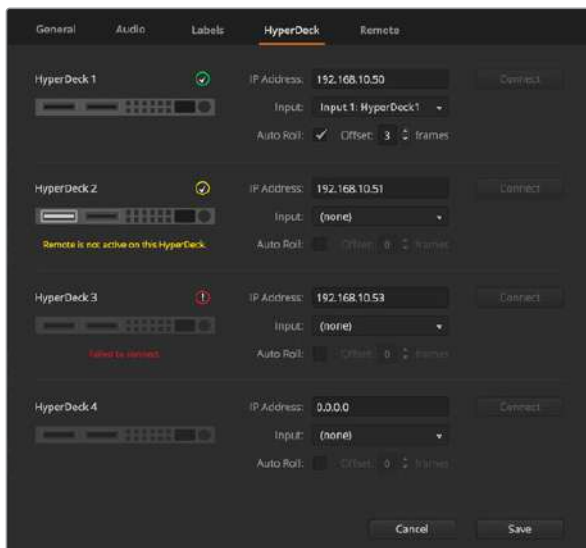 General Audio Labels HyperDeck Remote
HyperDeck 1 IP Address: 192.168.10.50 Connect
Input: Input 1: HyperDeck1
Auto Roll: Offset: 3 frames
HyperDeck 2 IP Address: 192.168.10.51 Connect
Input: (none)
Remote is not active on this HyperDeck Auto Roll: Offset: 0 frames
HyperDeck 3 IP Address: 192.168.10.53 Connect
Input: (none)
Failed to connect Auto Roll: Offset: 0 frames
HyperDeck 4 IP Address: 0.0.0.0 Connect
Input: (none)
Auto Roll: Offset: 0 frames
Cancel Save